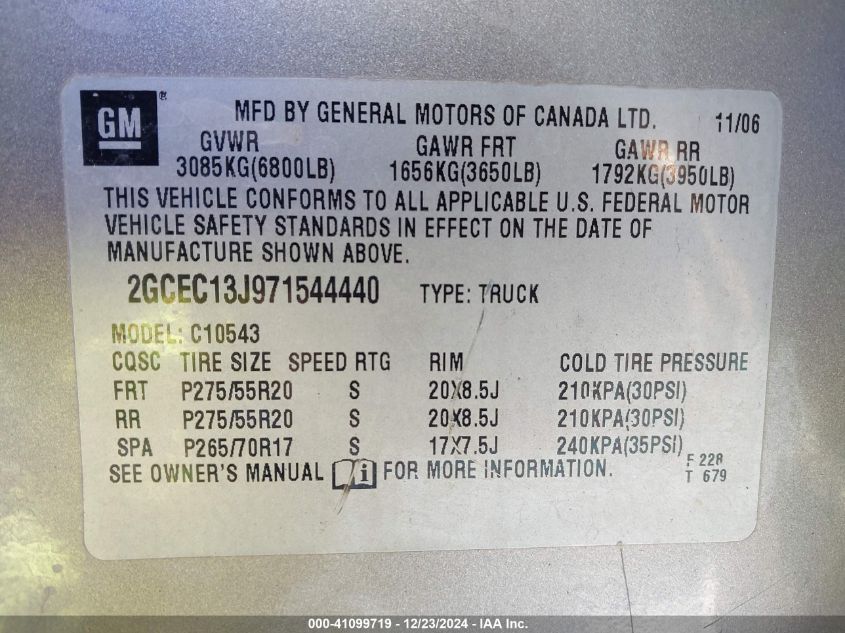 GM® MFD BY GENERAL MOTORS OF CANADA LTD. 11/06
GVWR GAWR FRT GAWR RR
3085KG(6800LB) 1656KG(3650LB) 1792KG(3950LB)
THIS VEHICLE CONFORMS TO ALL APPLICABLE U.S. FEDERAL MOTOR
VEHICLE SAFETY STANDARDS IN EFFECT ON THE DATE OF
MANUFACTURE SHOWN ABOVE.
2GCEC13J971544440 TYPE: TRUCK
MODEL: C10543
CQSC TIRE SIZE SPEED RTG RIM COLD TIRE PRESSURE
FRT P275/55R20 S 20X8.5J 210KPA(30PSI)
RR P275/55R20 S 20X8.5J 210KPA(30PSI)
SPA P265/70R17 S 17X7.5J 240KPA(35PSI)
SEE OWNER'S MANUAL i FOR MORE INFORMATION.
F 228
T 679
000-41099719 - 12/23/2024 - IAA Inc.